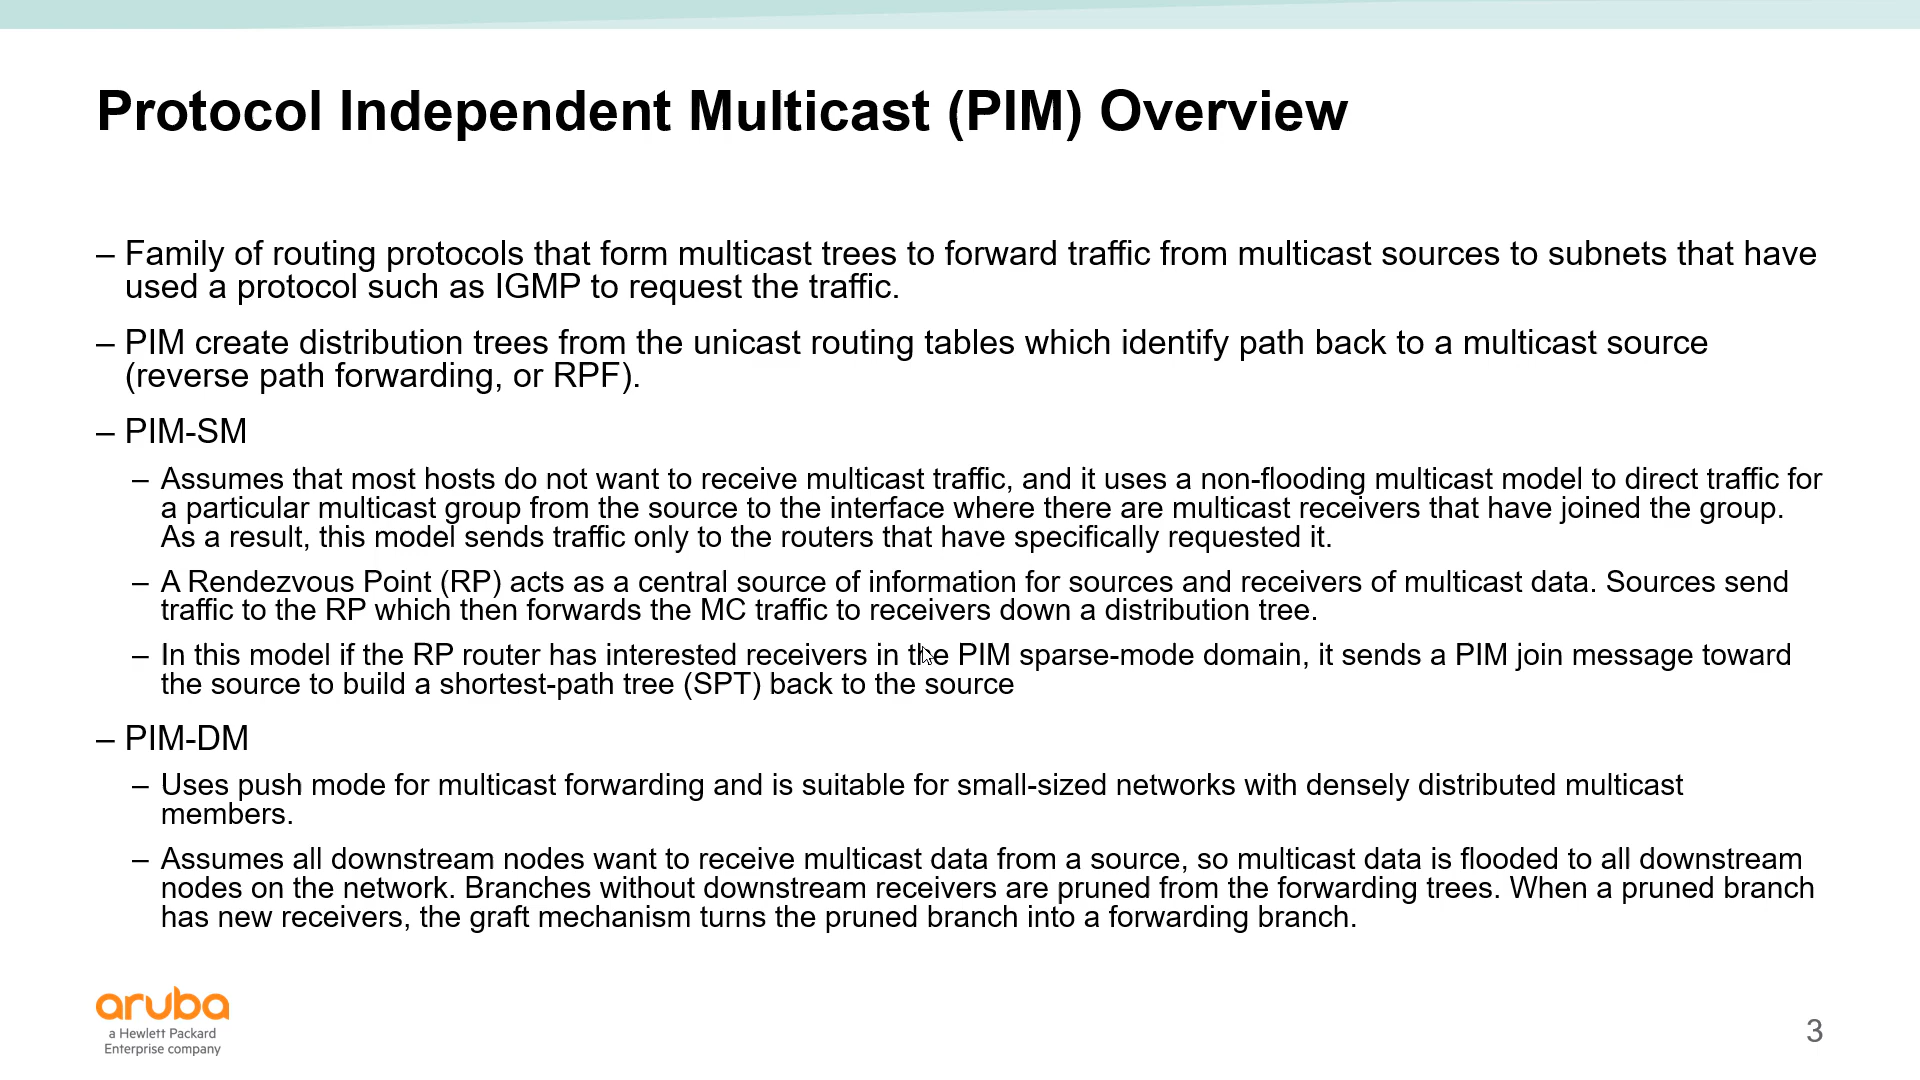 Protocol Independent Multicast (PIM) Overview
– Family of routing protocols that form multicast trees to forward traffic from multicast sources to subnets that have
used a protocol such as IGMP to request the traffic.
– PIM create distribution trees from the unicast routing tables which identify path back to a multicast source
(reverse path forwarding, or RPF).
– PIM-SM
– Assumes that most hosts do not want to receive multicast traffic, and it uses a non-flooding multicast model to direct traffic for
a particular multicast group from the source to the interface where there are multicast receivers that have joined the group.
As a result, this model sends traffic only to the routers that have specifically requested it.
– A Rendezvous Point (RP) acts as a central source of information for sources and receivers of multicast data. Sources send
traffic to the RP which then forwards the MC traffic to receivers down a distribution tree.
– In this model if the RP router has interested receivers in the PIM sparse-mode domain, it sends a PIM join message toward
the source to build a shortest-path tree (SPT) back to the source
– PIM-DM
– Uses push mode for multicast forwarding and is suitable for small-sized networks with densely distributed multicast
members.
– Assumes all downstream nodes want to receive multicast data from a source, so multicast data is flooded to all downstream
nodes on the network. Branches without downstream receivers are pruned from the forwarding trees. When a pruned branch
has new receivers, the graft mechanism turns the pruned branch into a forwarding branch.
aruba
a Hewlett Packard
Enterprise company
3